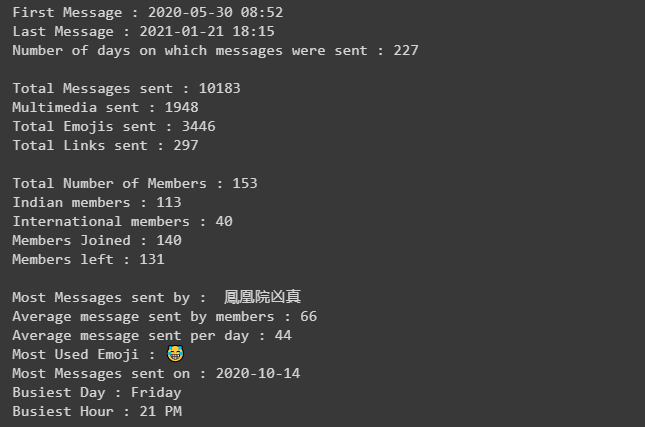 First Message : 2020-05-30 08:52
Last Message : 2021-01-21 18:15
Number of days on which messages were sent : 227
Total Messages sent : 10183
Multimedia sent : 1948
Total Emojis sent : 3446
Total Links sent : 297
Total Number of Members : 153
Indian members : 113
International members : 40
Members Joined : 140
Members left : 131
Most Messages sent by :  鳳凰院凶真
Average message sent by members : 66
Average message sent per day : 44
Most Used Emoji : 😹
Most Messages sent on : 2020-10-14
Busiest Day : Friday
Busiest Hour : 21 PM